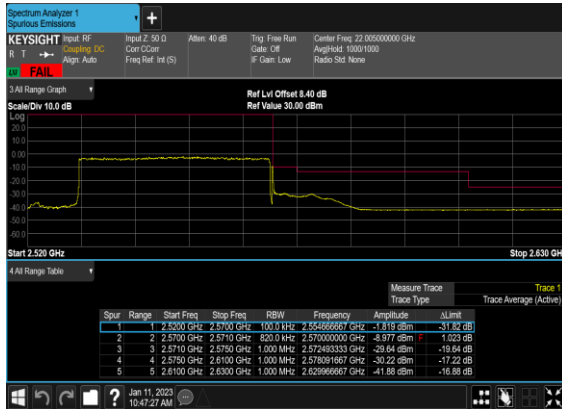 Spectrum Analyzer 1
Spurious Emissions
+
KEYSIGHT Input: RF Input Z: 50 Ω Atten: 40 dB Trig: Free Run Center Freq: 22.005000000 GHz
R T Coupling: DC Corr CCorr Gate: Off Avg|Hold: 1000/1000
Align: Auto Freq Ref: Int (S) IF Gain: Low Radio Std: None
LV FAIL
3 All Range Graph
Ref Lvl Offset 8.40 dB
Scale/Div 10.0 dB Ref Value 30.00 dBm
Log
20.0
10.0
0.00
-10.0
-20.0
-30.0
-40.0
-50.0
-60.0
Start 2.520 GHz Stop 2.630 GH
4 All Range Table
Measure Trace Trace 1
Trace Type Trace Average (Active)
Spur Range Start Freq Stop Freq RBW Frequency Amplitude ΔLimit
1 1 2.5200 GHz 2.5700 GHz 100.0 kHz 2.554666667 GHz -1.819 dBm -31.82 dB
2 2 2.5700 GHz 2.5710 GHz 820.0 kHz 2.570000000 GHz -8.977 dBm F 1.023 dB
3 3 2.5710 GHz 2.5750 GHz 1.000 MHz 2.572493333 GHz -29.64 dBm -19.64 dB
4 4 2.5750 GHz 2.6100 GHz 1.000 MHz 2.578091667 GHz -30.22 dBm -17.22 dB
5 5 2.6100 GHz 2.6300 GHz 1.000 MHz 2.629966667 GHz -41.88 dBm -16.88 dB
?
Jan 11, 2023
10:47:27 AM